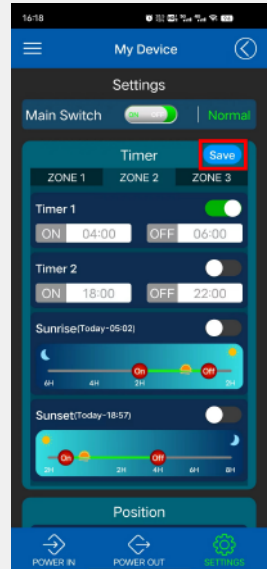 16:18
My Device
Settings
Main Switch ON OFF | Normal
Timer Save
ZONE 1 ZONE 2 ZONE 3
Timer 1
ON 04:00 OFF 06:00
Timer 2
ON 18:00 OFF 22:00
Sunrise(Today-05:02)
On Off
6H 4H 2H 2H
Sunset(Today-18:57)
On Off
2H 2H 4H 6H 8H
Position
POWER IN POWER OUT SETTINGS